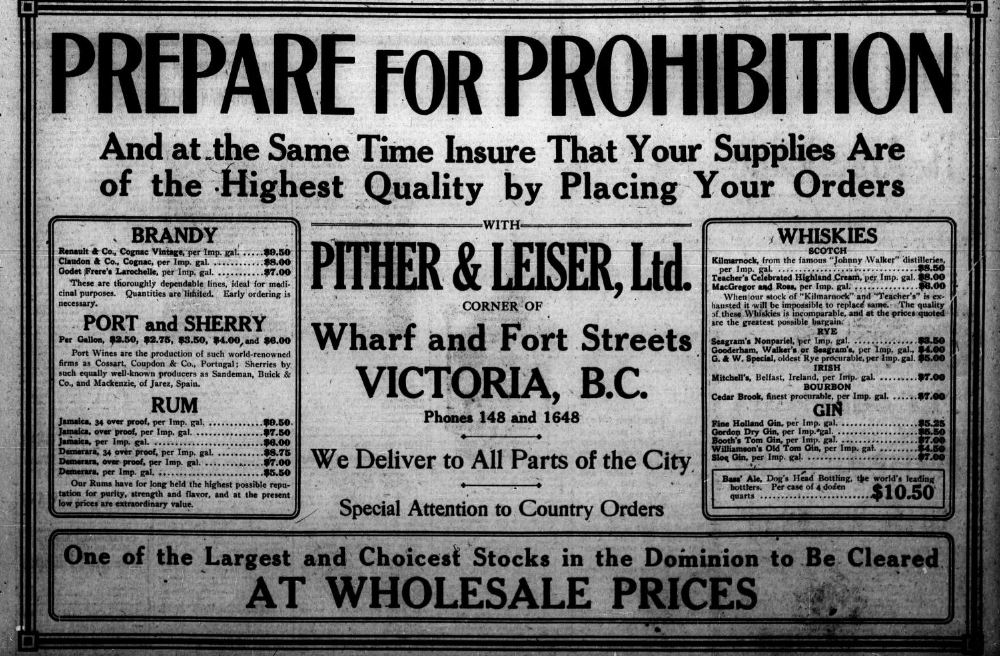 PREPARE FOR PROHIBITION
And at the Same Time Insure That Your Supplies Are
of the Highest Quality by Placing Your Orders
WITH
PITHER & LEISER, Ltd.
CORNER OF
Wharf and Fort Streets
VICTORIA, B.C.
Phones 148 and 1648
We Deliver to All Parts of the City
Special Attention to Country Orders
BRANDY
Renault & Co., Cognac Vintage, per Imp. gal. .....$9.50
Claudon & Co., Cognac, per Imp. gal. ..........$8.00
Godet Frere's Larochelle, per Imp. gal. ..........$7.00
These are thoroughly dependable lines, ideal for medi-
cinal purposes. Quantities are limited. Early ordering is
necessary.
PORT and SHERRY
Per Gallon, $2.50, $2.75, $3.50, $4.00, and $6.00
Port Wines are the production of such world-renowned
firms as Cossart, Coupdon & Co., Portugal; Sherries by
such equally well-known producers as Sandeman, Buick &
Co., and Mackenzie, of Jarez, Spain.
RUM
Jamaica, 34 over proof, per Imp. gal. ............$9.50
Jamaica, over proof, per Imp. gal. ..............$7.50
Jamaica, per Imp. gal. ....................$6.00
Demerara, 34 over proof, per Imp. gal. ..........$8.75
Demerara, over proof, per Imp. gal. ............$7.00
Demerara, per Imp. gal. ....................$5.50
Our Rums have for long held the highest possible repu-
tation for purity, strength and flavor, and at the present
low prices are extraordinary value.
WHISKIES
SCOTCH
Kilmarnock, from the famous "Johnny Walker" distilleries,
per Imp. gal. ..........................$8.50
Teacher's Celebrated Highland Cream, per Imp. gal. $8.00
MacGregor and Ross, per Imp. gal. ............$6.00
When our stock of "Kilmarnock" and "Teacher's" is ex-
hausted it will be impossible to replace same. The quality
of these Whiskies is incomparable, and at the prices quoted
are the greatest possible bargain.
RYE
Seagram's Nonpariel, per Imp. gal. ..............$3.50
Gooderham, Walker's or Seagram's, per Imp. gal., $4.00
G. & W. Special, oldest Rye procurable, per Imp. gal. $5.00
IRISH
Mitchell's, Belfast, Ireland, per Imp. gal. ........$7.00
BOURBON
Cedar Brook, finest procurable, per Imp. gal. ......$7.00
GIN
Fine Holland Gin, per Imp. gal. ................$5.25
Gordon Dry Gin, per Imp. gal. ................$6.50
Booth's Tom Gin, per Imp. gal. ................$7.00
Williamson's Old Tom Gin, per Imp. gal. ........$4.50
Sloe Gin, per Imp. gal. ....................$7.00
Bass' Ale, Dog's Head Bottling, the world's leading
bottlers. Per case of 4 dozen
quarts ....................$10.50
One of the Largest and Choicest Stocks in the Dominion to Be Cleared
AT WHOLESALE PRICES